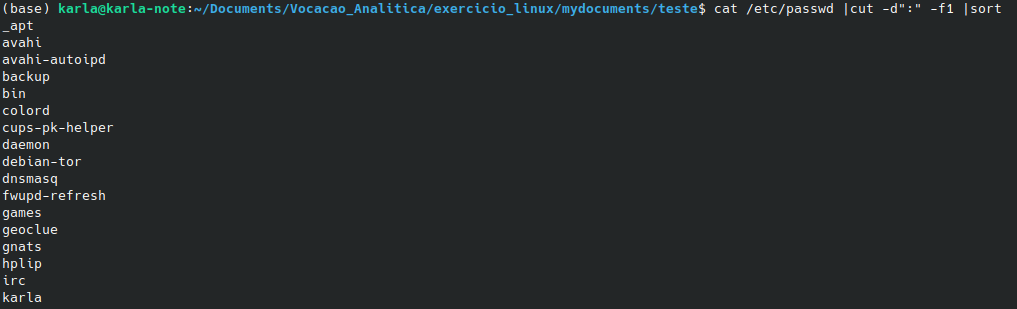 (base) karla@karla-note:~/Documents/Vocacao_Analitica/exercicio_linux/mydocuments/teste$ cat /etc/passwd |cut -d":" -f1 |sort
_apt
avahi
avahi-autoipd
backup
bin
colord
cups-pk-helper
daemon
debian-tor
dnsmasq
fwupd-refresh
games
geoclue
gnats
hplip
irc
karla